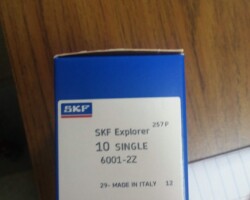 SKF
257F
SKF Explorer
10 SINGLE
6001-2Z
29- MADE IN ITALY 12